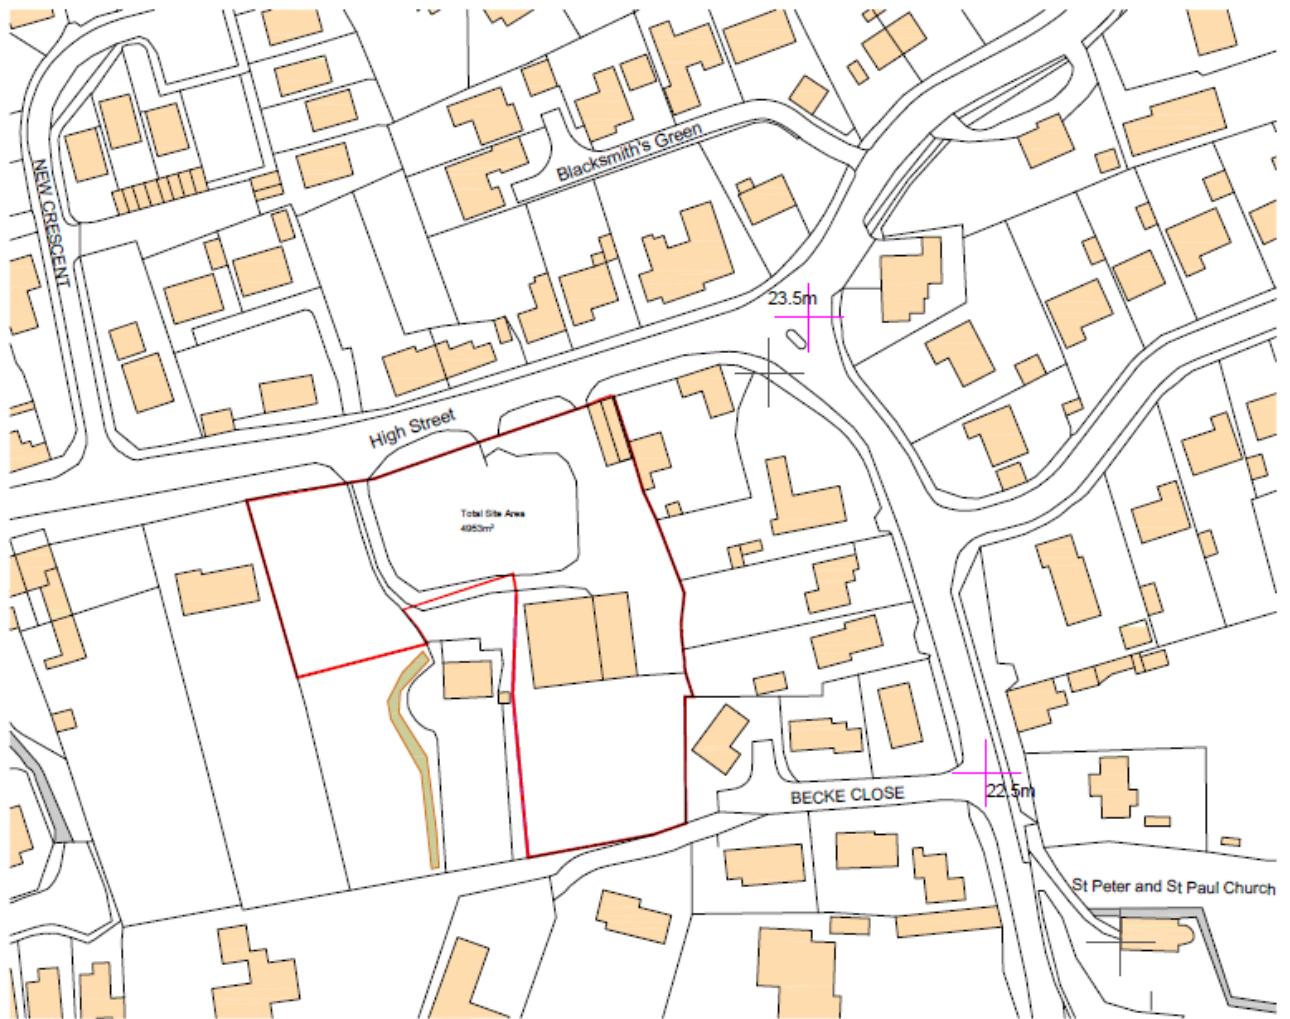 Blacksmith's Green
NEW CRESCENT
23.5m
High Street
Total Site Area
4953m²
BECKE CLOSE
22.5m
St Peter and St Paul Church